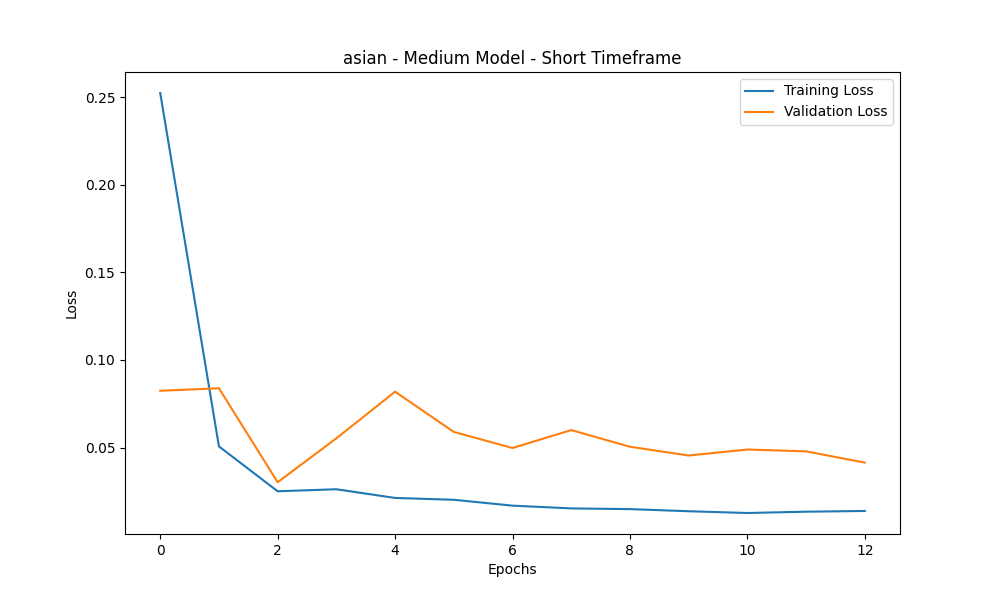 asian - Medium Model - Short Timeframe
Training Loss
Validation Loss
0.25
0.20
0.15
0.10
0.05
Loss
0 2 4 6 8 10 12
Epochs